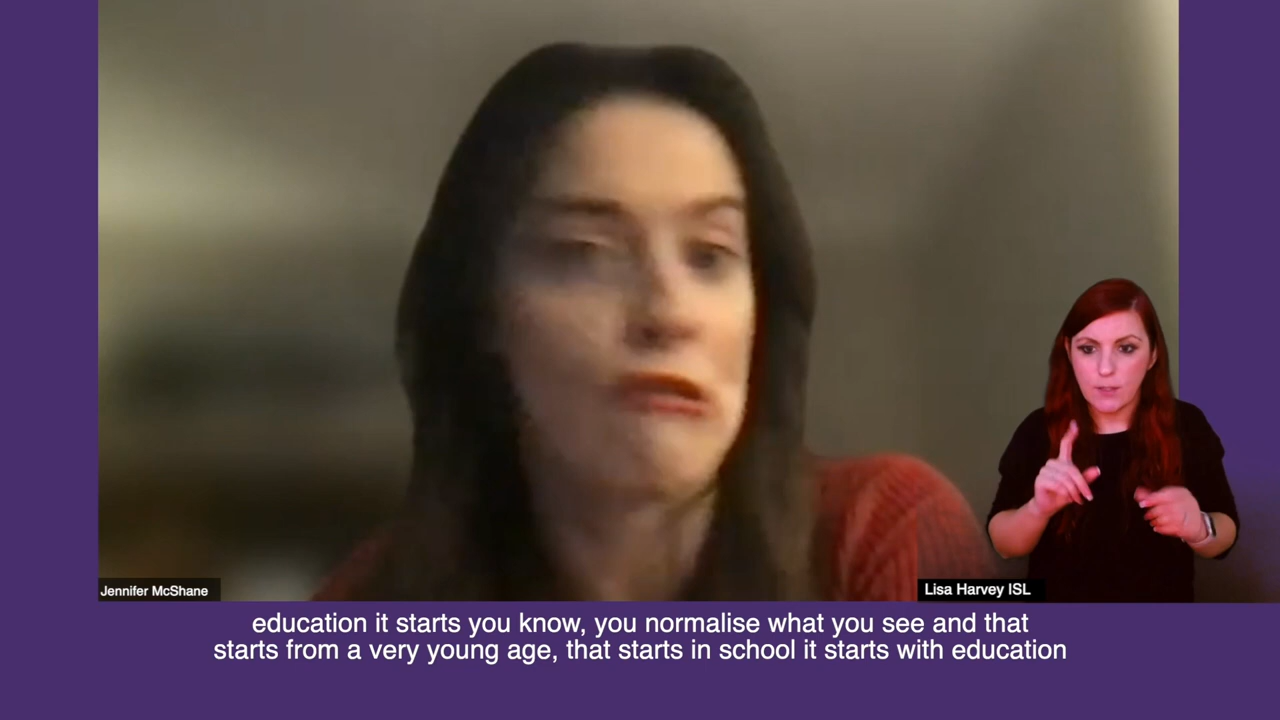 Jennifer McShane
Lisa Harvey ISL
education it starts you know, you normalise what you see and that
starts from a very young age, that starts in school it starts with education